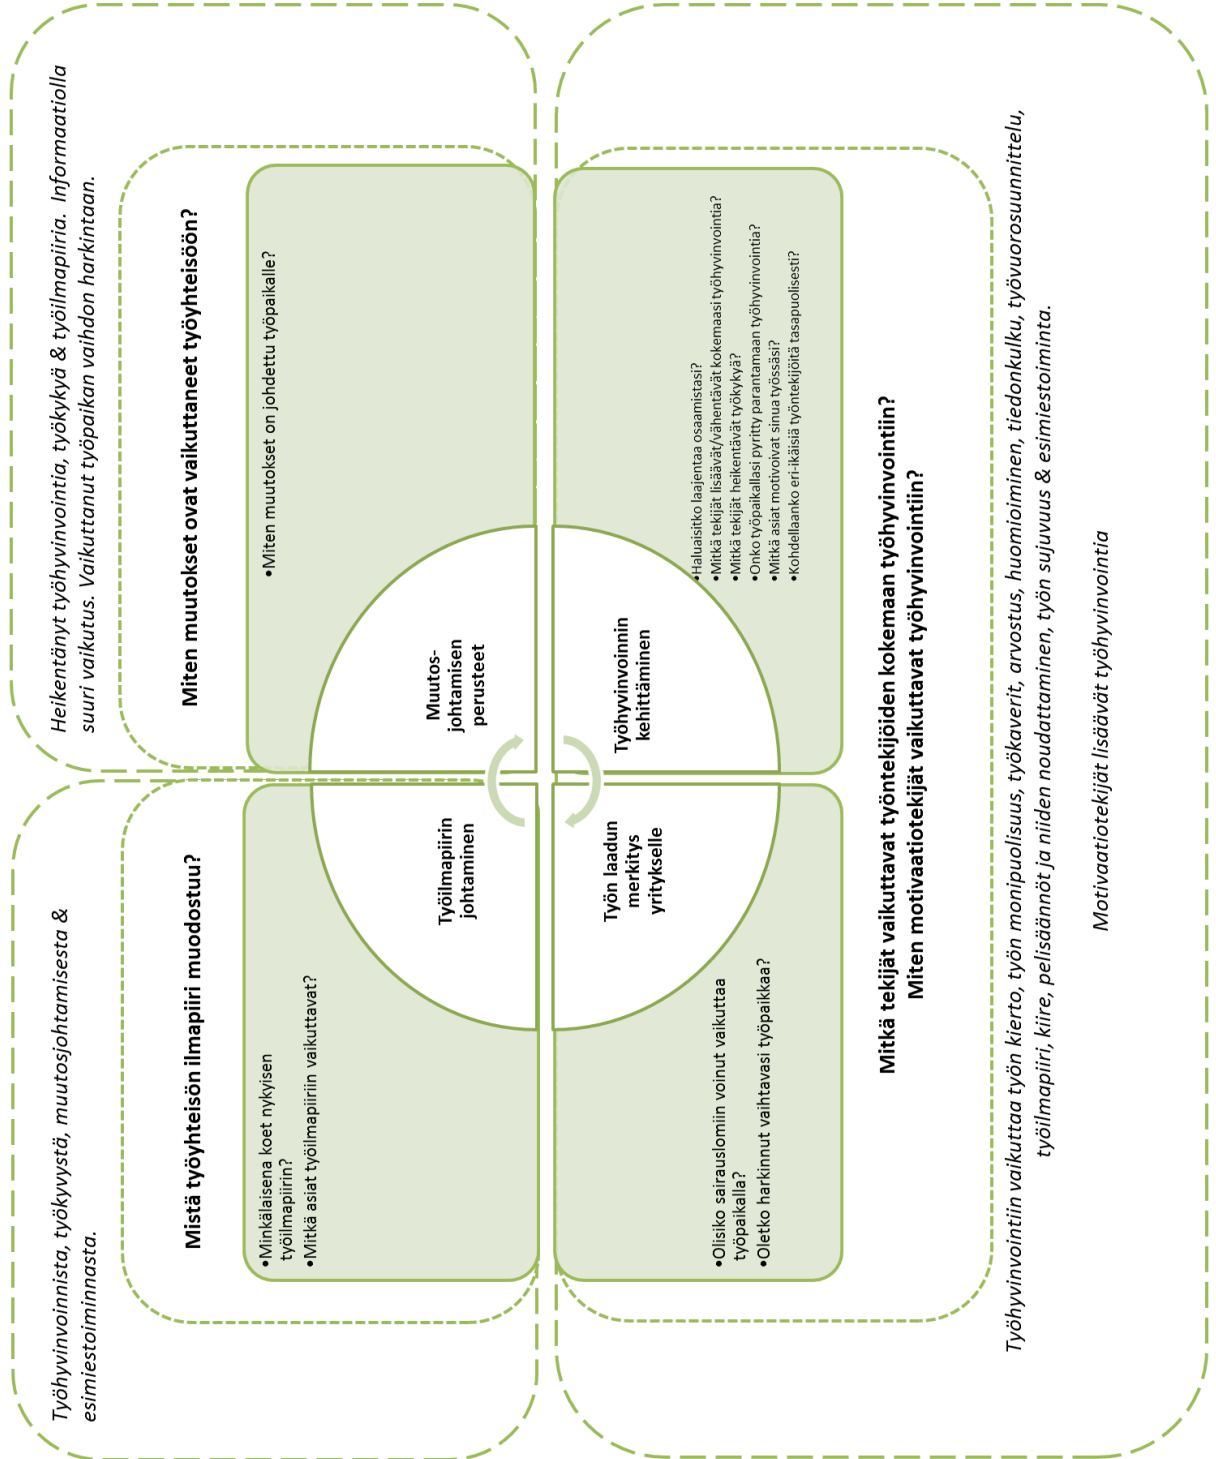 Työhyvinvoinnista, työkyvystä, muutosjohtamisesta &
esimiestoiminnasta.
Heikentänyt työhyvinvointia, työkykyä & työilmapiiria.  Informaatiolla
suuri vaikutus. Vaikuttanut työpaikan vaihdon harkintaan.
Mistä työyhteisön ilmapiiri muodostuu?
Miten muutokset ovat vaikuttaneet työyhteisöön?
•Minkälaisena koet nykyisen
työilmapiirin?
•Mitkä asiat työilmapiiriin vaikuttavat?
•Miten muutokset on johdettu työpaikalle?
Työilmapiirin
johtaminen
Muutos-
johtamisen
perusteet
Työn laadun
merkitys
yritykselle
Työhyvinvoinnin
kehittäminen
•Olisiko sairauslomiin voinut vaikuttaa
työpaikalla?
•Oletko harkinnut vaihtavasi työpaikkaa?
•Haluaisitko laajentaa osaamistasi?
•Mitkä tekijät lisäävät/vähentävät kokemaasi työhyvinvointia?
•Mitkä tekijät heikentävät työkykyä?
•Onko työpaikallasi pyritty parantamaan työhyvinvointia?
•Mitkä asiat motivoivat sinua työssäsi?
•Kohdellaanko eri-ikäisiä työntekijöitä tasapuolisesti?
Mitkä tekijät vaikuttavat työntekijöiden kokemaan työhyvinvointiin?
Miten motivaatiotekijät vaikuttavat työhyvinvointiin?
Työhyvinvointiin vaikuttaa työn kierto, työn monipuolisuus, työkaverit, arvostus, huomioiminen, tiedonkulku, työvuorosuunnittelu,
työilmapiiri, kiire, pelisäännöt ja niiden noudattaminen, työn sujuvuus & esimiestoiminta.
Motivaatiotekijät lisäävät työhyvinvointia